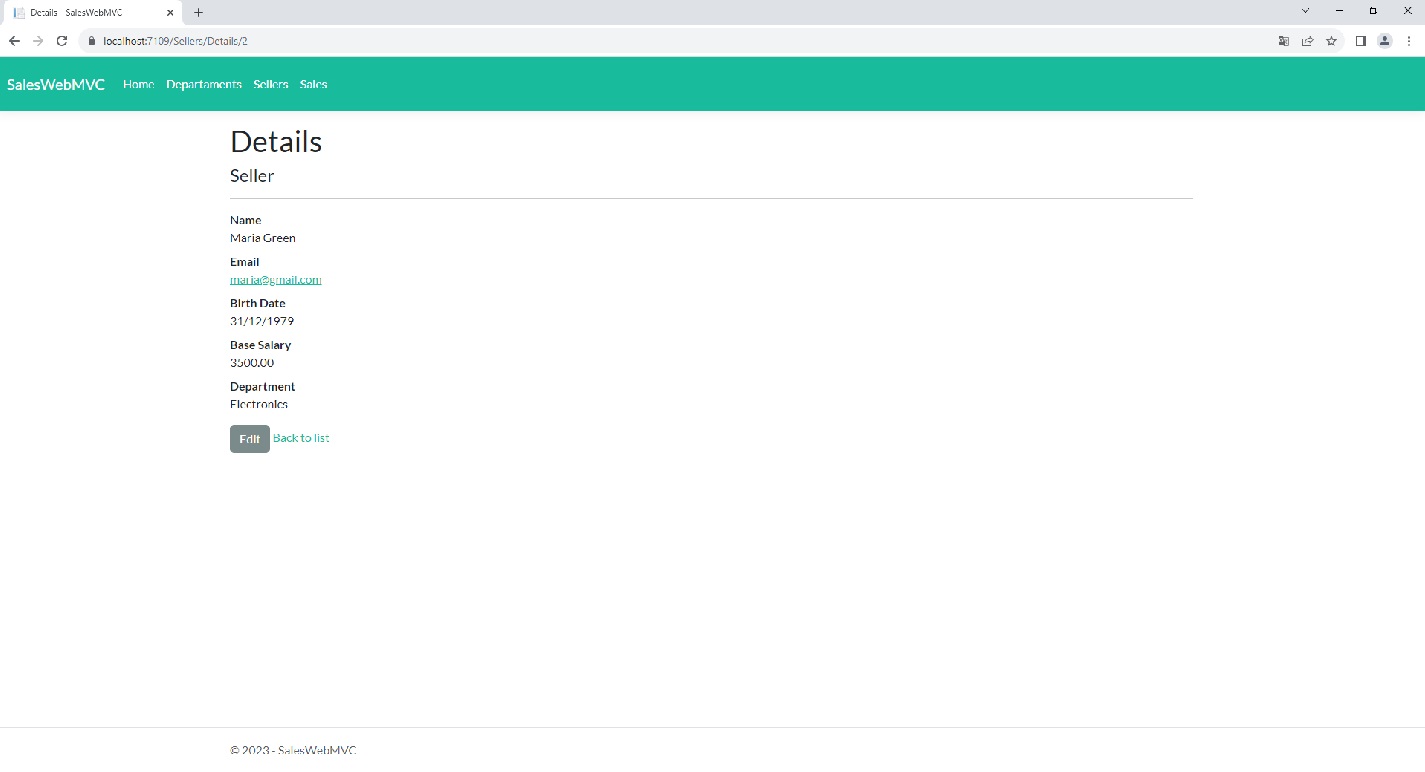 Details - SalesWebMVC
localhost:7109/Sellers/Details/2
SalesWebMVC Home Departaments Sellers Sales
Details
Seller
Name
Maria Green
Email
maria@gmail.com
Birth Date
31/12/1979
Base Salary
3500.00
Department
Electronics
Edit Back to list
© 2023 - SalesWebMVC